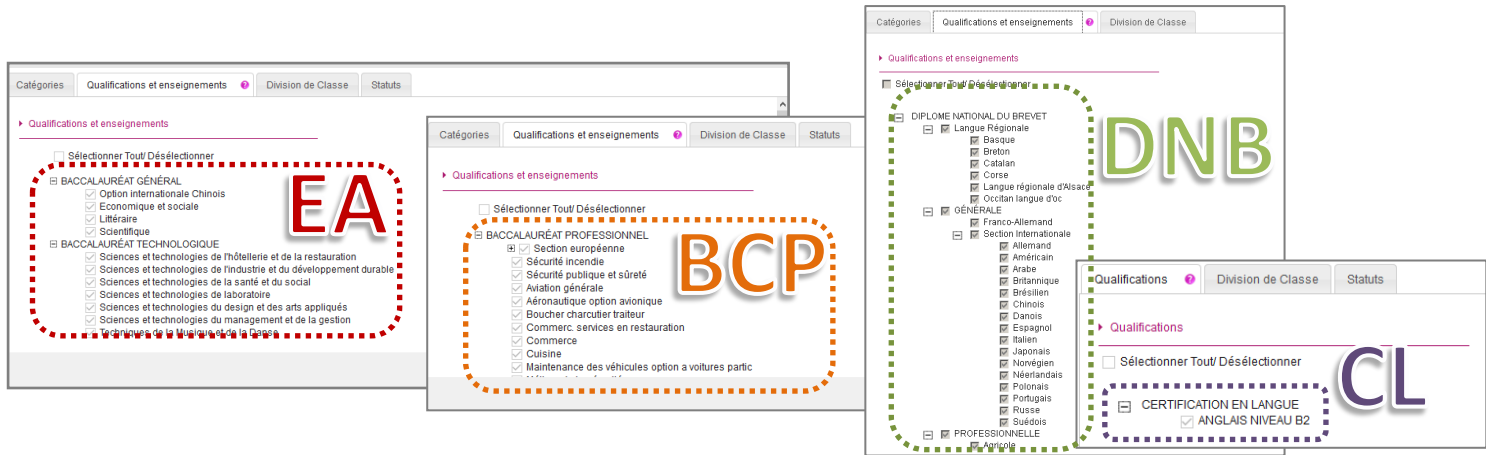 Catégories Qualifications et enseignements ? Division de Classe Statuts
Qualifications et enseignements
Sélectionner Tout/ Désélectionner
BACCALAURÉAT GÉNÉRAL
Option internationale Chinois
Economique et sociale
Littéraire
Scientifique
BACCALAURÉAT TECHNOLOGIQUE
Sciences et technologies de l'hôtellerie et de la restauration
Sciences et technologies de l'industrie et du développement durable
Sciences et technologies de la santé et du social
Sciences et technologies de laboratoire
Sciences et technologies du design et des arts appliqués
Sciences et technologies du management et de la gestion
Techniques de la Musique et de la Danse
EA
Catégories Qualifications et enseignements ? Division de Classe Statuts
Qualifications et enseignements
Sélectionner Tout/ Désélectionner
BACCALAURÉAT PROFESSIONNEL
Section européenne
Sécurité incendie
Sécurité publique et sûreté
Aviation générale
Aéronautique option avionique
Boucher charcutier traiteur
Commerc. services en restauration
Commerce
Cuisine
Maintenance des véhicules option a voitures partic
BCP
Catégories Qualifications et enseignements ? Division de Classe
Qualifications et enseignements
Sélectionner Tout/ Désélectionner
DIPLOME NATIONAL DU BREVET
Langue Régionale
Basque
Breton
Catalan
Corse
Langue régionale d'Alsace
Occitan langue d'oc
GÉNÉRALE
Franco-Allemand
Section Internationale
Allemand
Américain
Arabe
Britannique
Brésilien
Chinois
Danois
Espagnol
Italien
Japonais
Norvégien
Néerlandais
Polonais
Portugais
Russe
Suédois
PROFESSIONNELLE
Agricole
DNB
Qualifications ? Division de Classe Statuts
Qualifications
Sélectionner Tout/ Désélectionner
CERTIFICATION EN LANGUE
ANGLAIS NIVEAU B2
CL